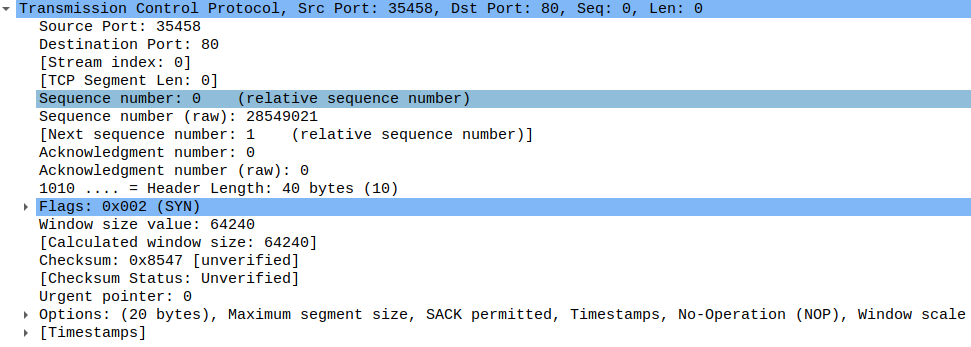 Transmission Control Protocol, Src Port: 35458, Dst Port: 80, Seq: 0, Len: 0
Source Port: 35458
Destination Port: 80
[Stream index: 0]
[TCP Segment Len: 0]
Sequence number: 0    (relative sequence number)
Sequence number (raw): 28549021
[Next sequence number: 1    (relative sequence number)]
Acknowledgment number: 0
Acknowledgment number (raw): 0
1010 .... = Header Length: 40 bytes (10)
Flags: 0x002 (SYN)
Window size value: 64240
[Calculated window size: 64240]
Checksum: 0x8547 [unverified]
[Checksum Status: Unverified]
Urgent pointer: 0
Options: (20 bytes), Maximum segment size, SACK permitted, Timestamps, No-Operation (NOP), Window scale
[Timestamps]